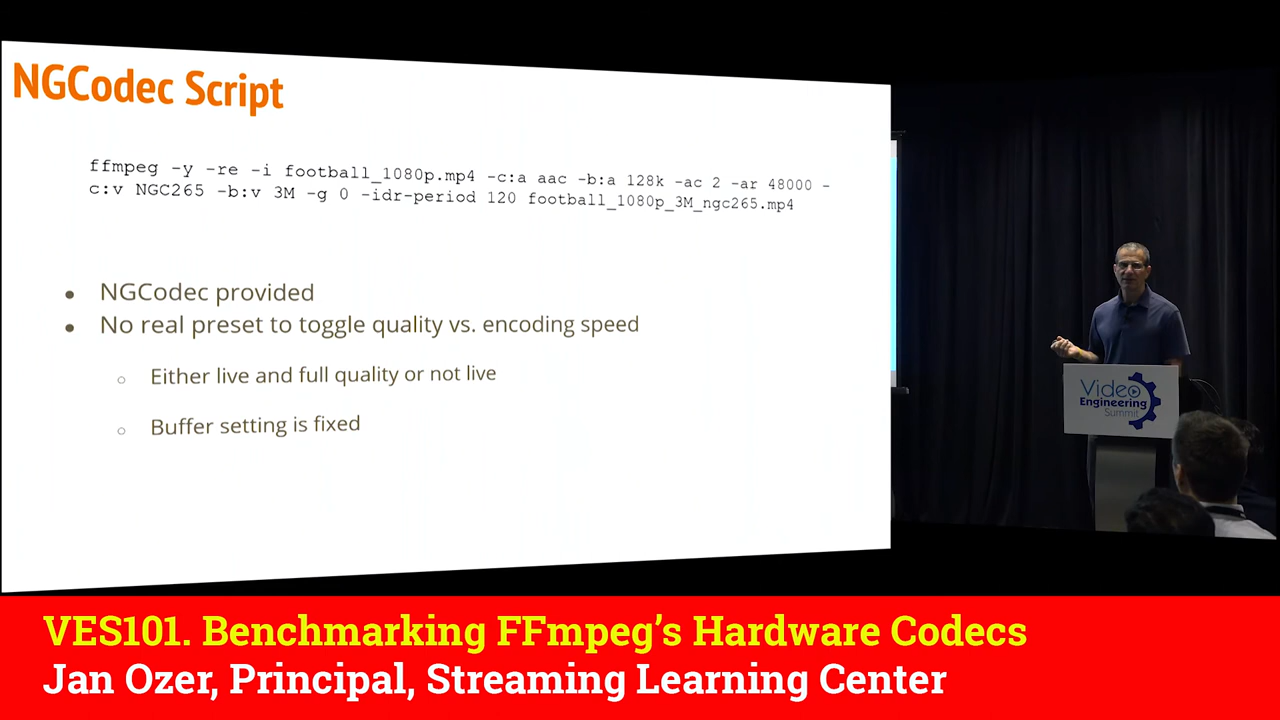 NGCodec Script
ffmpeg -y -re -i football_1080p.mp4 -c:a aac -b:a 128k -ac 2 -ar 48000 -
c:v NGC265 -b:v 3M -g 0 -idr-period 120 football_1080p_3M_ngc265.mp4
• NGCodec provided
• No real preset to toggle quality vs. encoding speed
○ Either live and full quality or not live
○ Buffer setting is fixed
Video
Engineering
Summit
VES101. Benchmarking FFmpeg’s Hardware Codecs
Jan Ozer, Principal, Streaming Learning Center